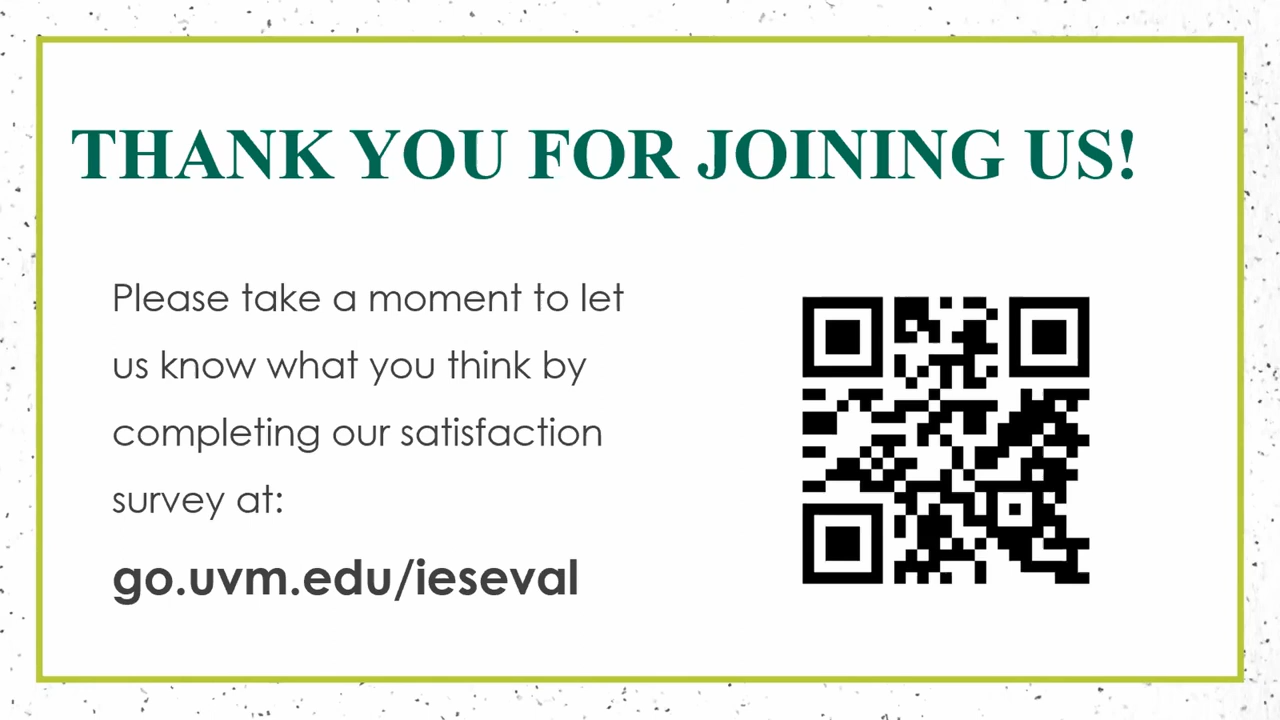 THANK YOU FOR JOINING US!
Please take a moment to let
us know what you think by
completing our satisfaction
survey at:
go.uvm.edu/ieseval